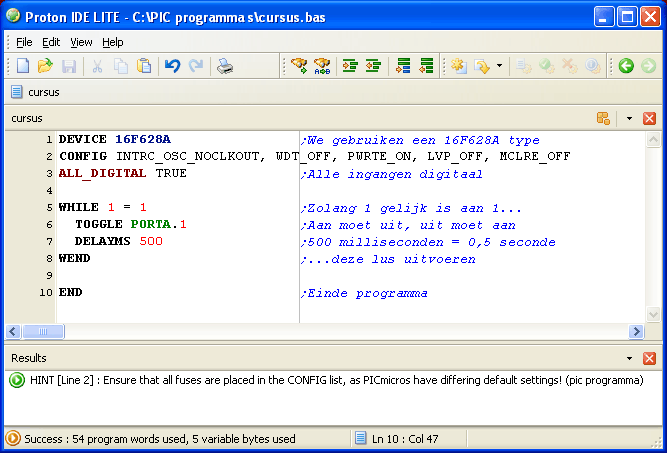 Proton IDE LITE - C:\PIC programma s\cursus.bas
File Edit View Help
cursus
cursus
1 DEVICE 16F628A ;We gebruiken een 16F628A type
2 CONFIG INTRC_OSC_NOCLKOUT, WDT_OFF, PWRTE_ON, LVP_OFF, MCLRE_OFF
3 ALL_DIGITAL TRUE ;Alle ingangen digitaal
4
5 WHILE 1 = 1 ;Zolang 1 gelijk is aan 1...
6 TOGGLE PORTA.1 ;Aan moet uit, uit moet aan
7 DELAYMS 500 ;500 milliseconden = 0,5 seconde
8 WEND ;...deze lus uitvoeren
9
10 END ;Einde programma
Results
HINT [Line 2] : Ensure that all fuses are placed in the CONFIG list, as PICmicros have differing default settings! (pic programma)
Success : 54 program words used, 5 variable bytes used Ln 10 : Col 47